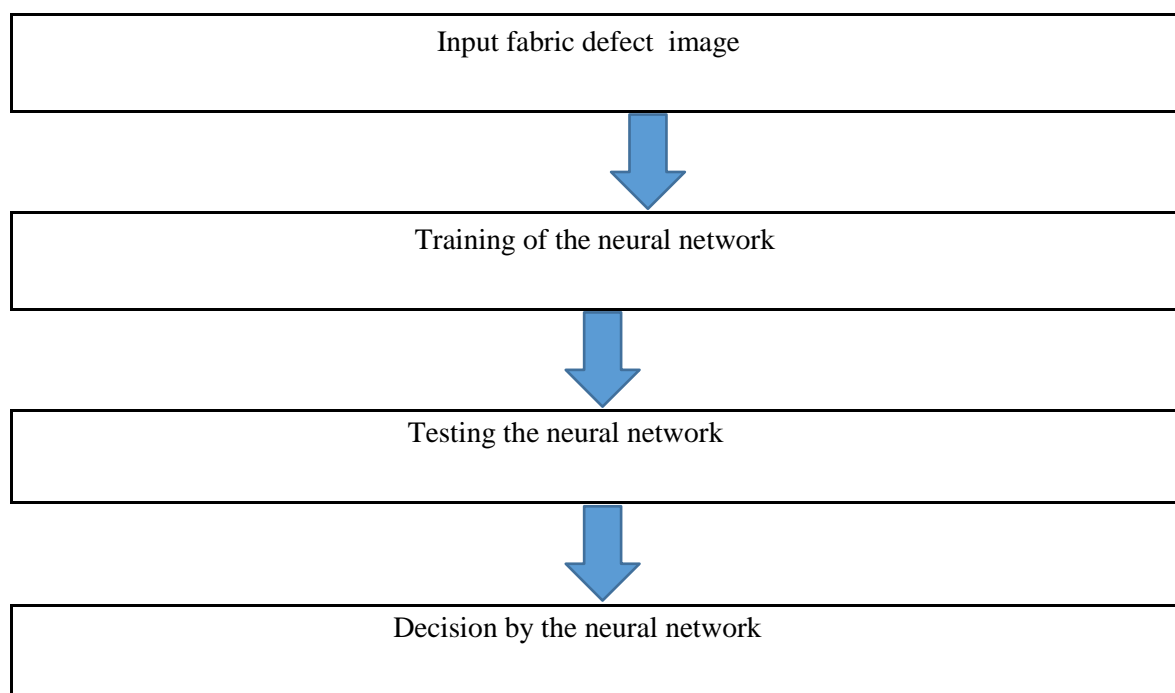 Input fabric defect image
Training of the neural network
Testing the neural network
Decision by the neural network